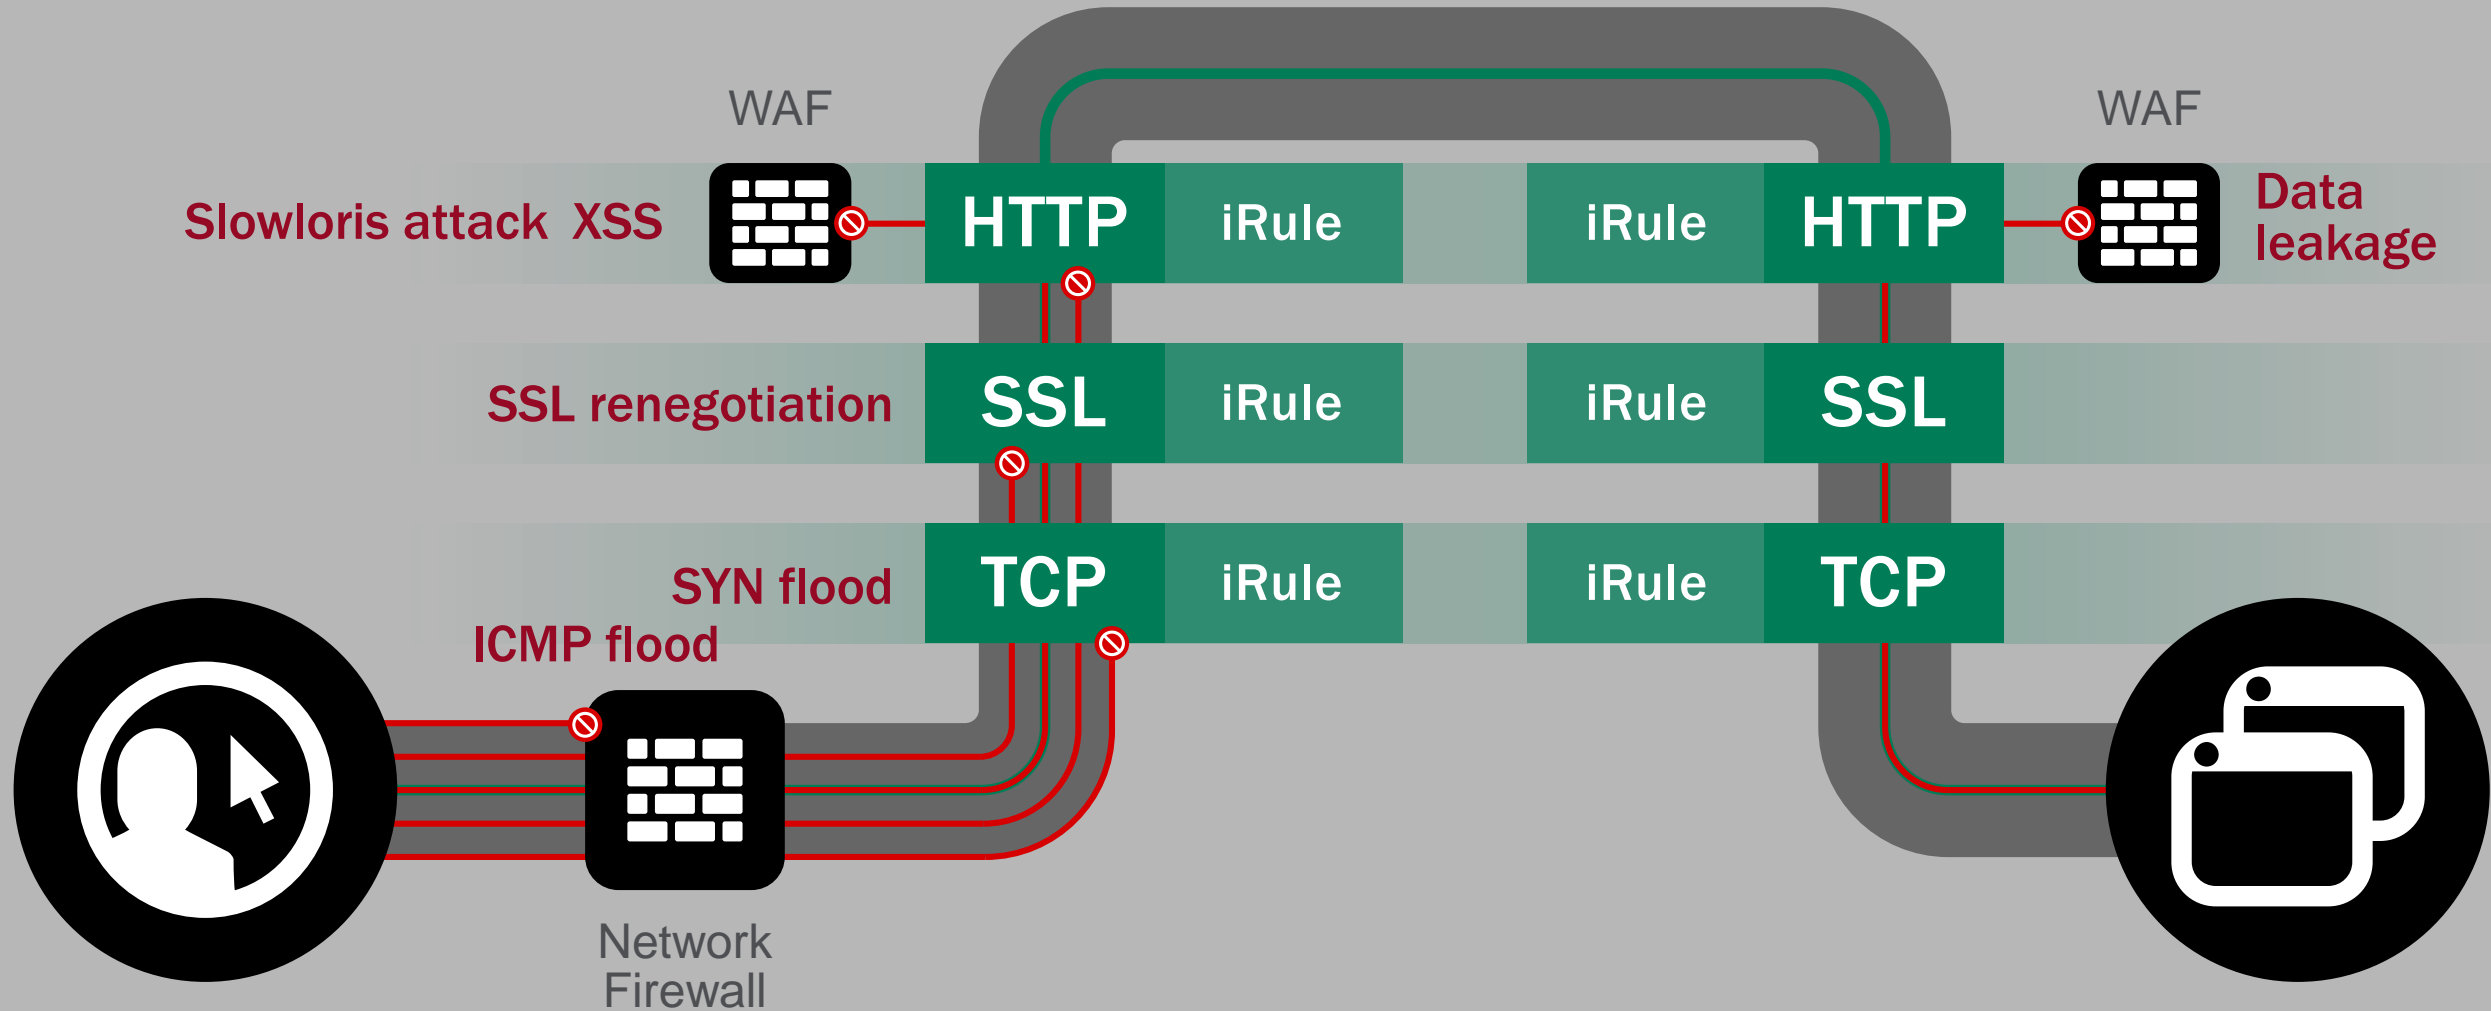 WAF
WAF
Slowloris attack XSS
HTTP
iRule
iRule
HTTP
Data
leakage
SSL renegotiation
SSL
iRule
iRule
SSL
SYN flood
TCP
iRule
iRule
TCP
ICMP flood
Network
Firewall